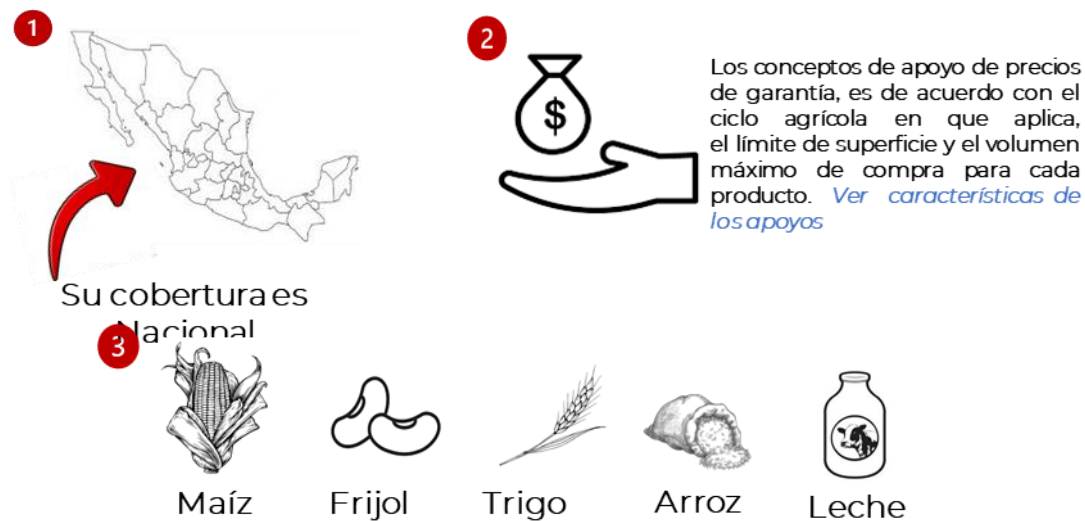 1
Su cobertura es
Nacional
2
$
Los conceptos de apoyo de precios
de garantía, es de acuerdo con el
ciclo agrícola en que aplica,
el límite de superficie y el volumen
máximo de compra para cada
producto. Ver características de
los apoyos
3
Maíz
Frijol
Trigo
Arroz
Leche